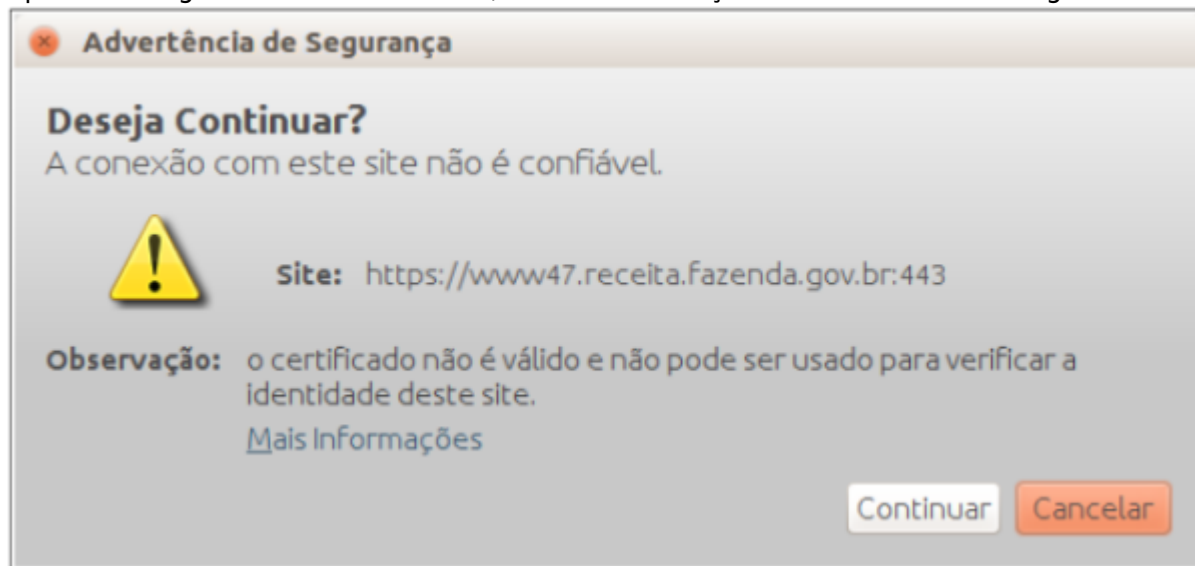 Advertência de Segurança
Deseja Continuar?
A conexão com este site não é confiável.
Site: https://www47.receita.fazenda.gov.br:443
Observação: o certificado não é válido e não pode ser usado para verificar a
identidade deste site.
Mais Informações
Continuar Cancelar